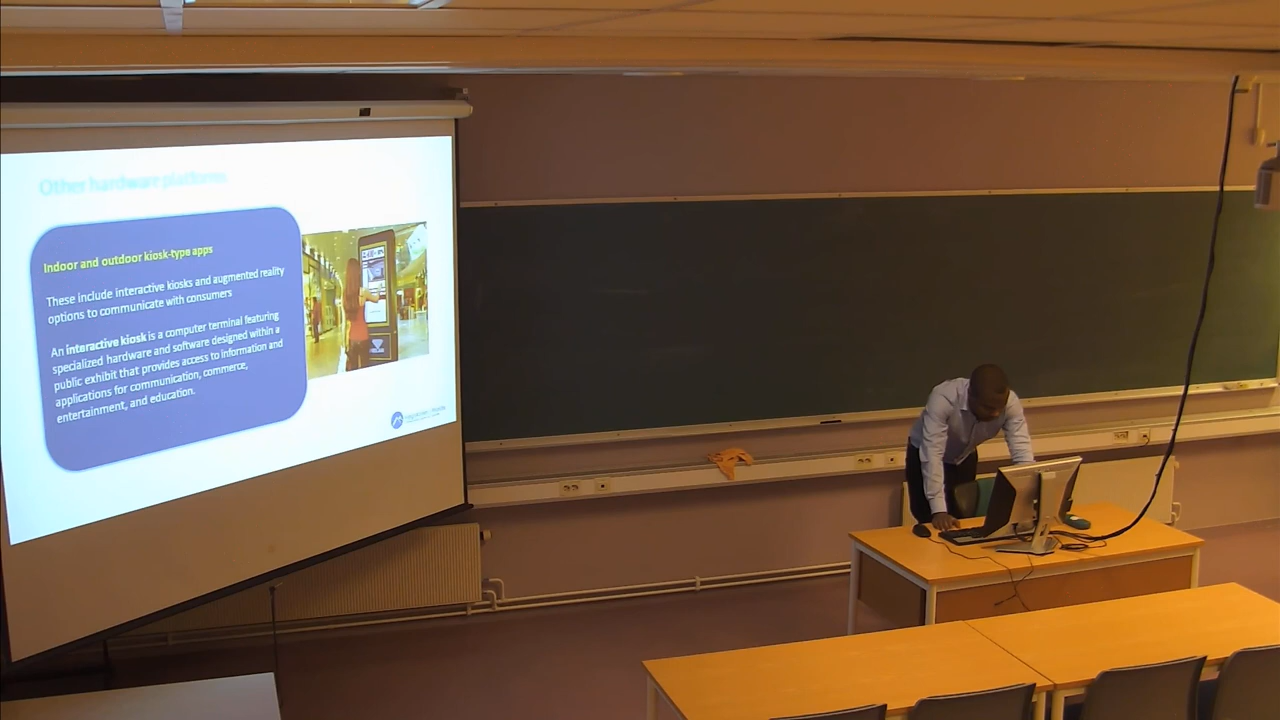 Other hardware platforms
Indoor and outdoor kiosk-type apps
These include interactive kiosks and augmented reality
options to communicate with consumers
An interactive kiosk is a computer terminal featuring
specialized hardware and software designed within a
public exhibit that provides access to information and
applications for communication, commerce,
entertainment, and education.